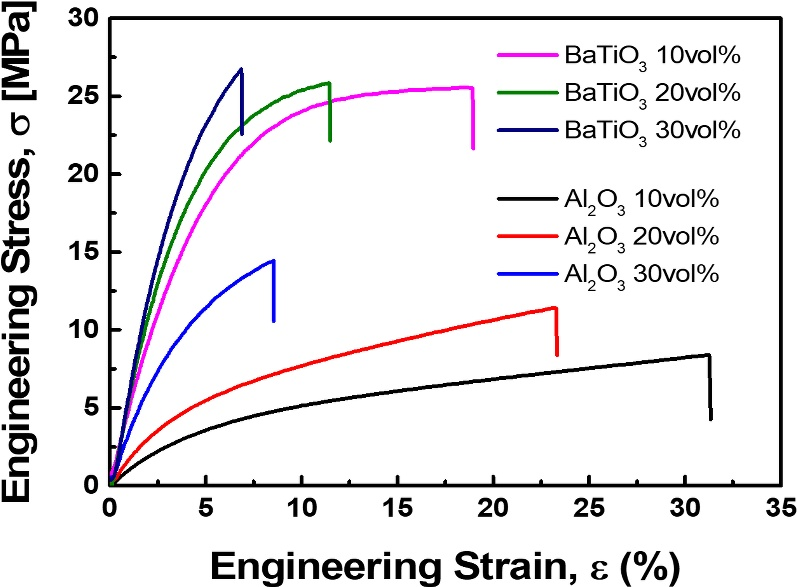 Engineering Stress, σ [MPa]
30
25
20
15
10
5
0
BaTiO₃ 10vol%
BaTiO₃ 20vol%
BaTiO₃ 30vol%
Al₂O₃ 10vol%
Al₂O₃ 20vol%
Al₂O₃ 30vol%
0 5 10 15 20 25 30 35
Engineering Strain, ε (%)